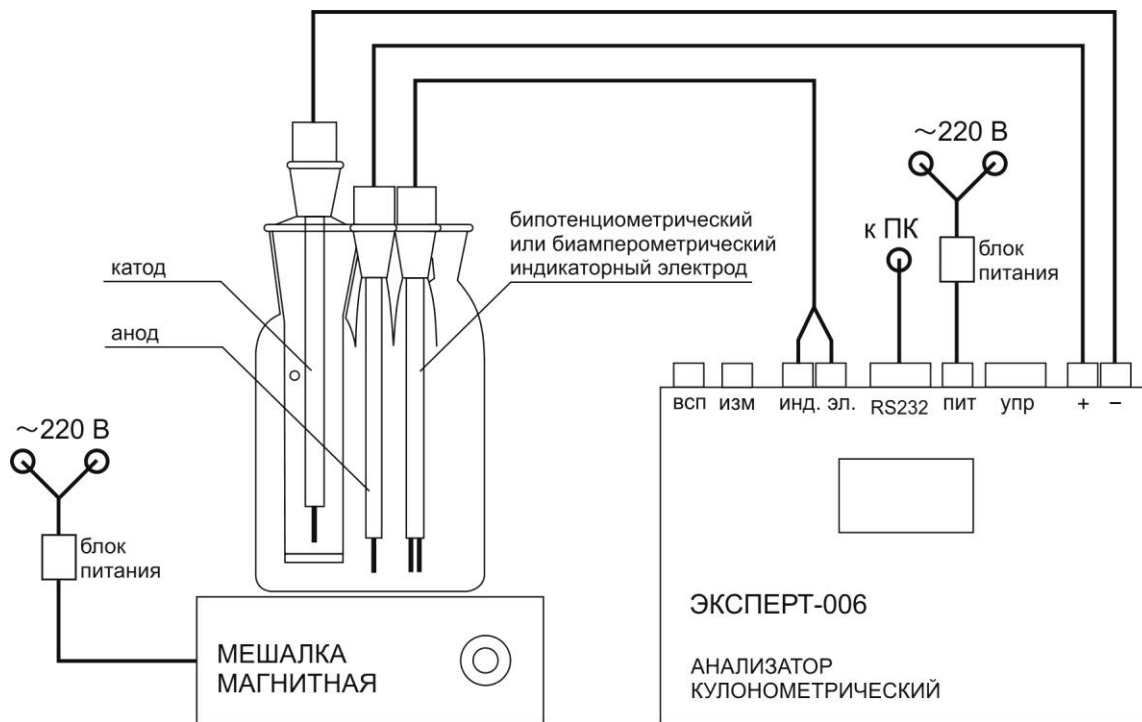 ~220 В
бипотенциометрический
или биамперометрический
индикаторный электрод
к ПК
блок
питания
катод
анод
всп изм инд. эл. RS232 пит упр + −
~220 В
блок
питания
МЕШАЛКА
МАГНИТНАЯ
ЭКСПЕРТ-006
АНАЛИЗАТОР
КУЛОНОМЕТРИЧЕСКИЙ